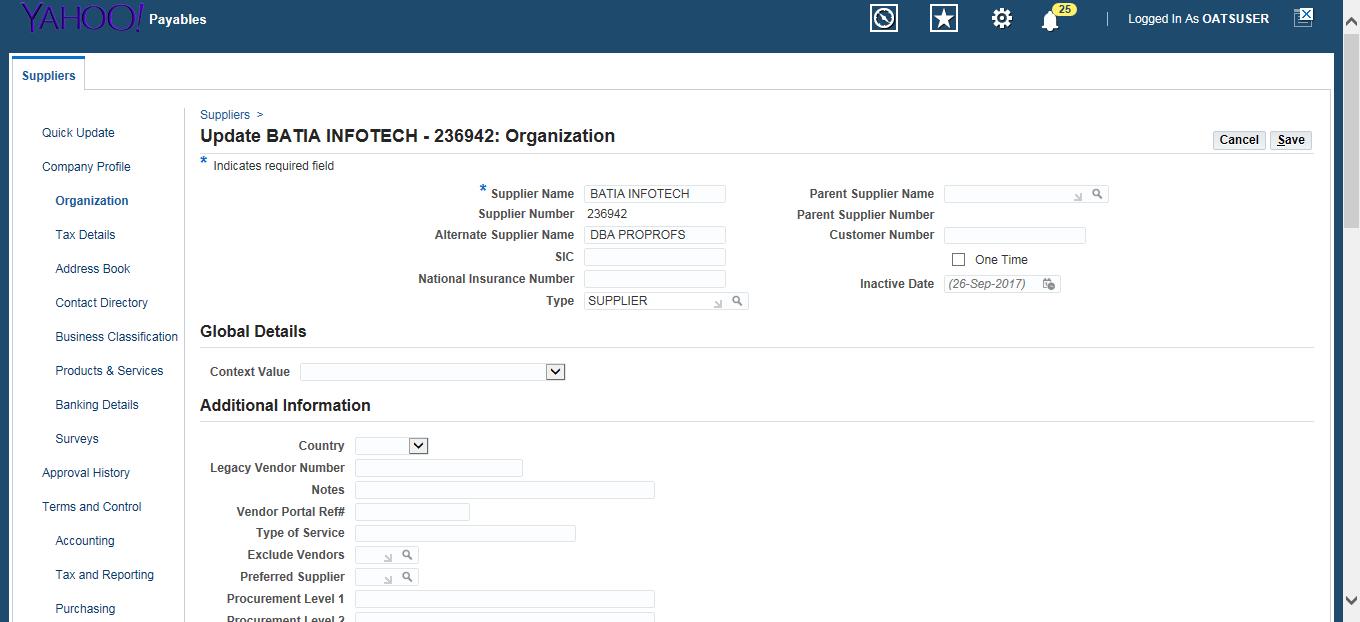 YAHOO! Payables
25
Logged In As OATSUSER
Suppliers
Quick Update
Company Profile
Organization
Tax Details
Address Book
Contact Directory
Business Classification
Products & Services
Banking Details
Surveys
Approval History
Terms and Control
Accounting
Tax and Reporting
Purchasing
Suppliers >
Update BATIA INFOTECH - 236942: Organization
Cancel Save
* Indicates required field
* Supplier Name BATIA INFOTECH
Supplier Number 236942
Alternate Supplier Name DBA PROPROFS
SIC
National Insurance Number
Type SUPPLIER
Parent Supplier Name
Parent Supplier Number
Customer Number
One Time
Inactive Date (26-Sep-2017)
Global Details
Context Value
Additional Information
Country
Legacy Vendor Number
Notes
Vendor Portal Ref#
Type of Service
Exclude Vendors
Preferred Supplier
Procurement Level 1
Procurement Level 2